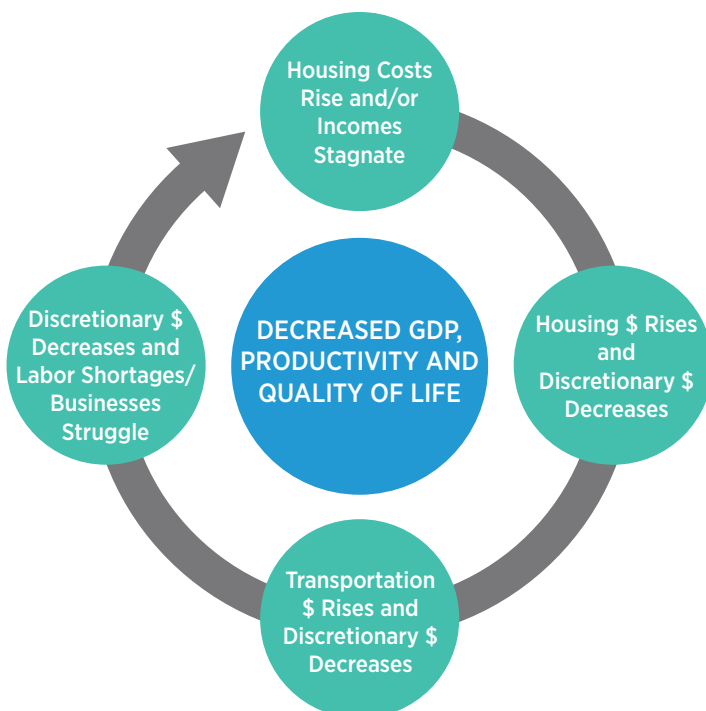 Housing Costs
Rise and/or
Incomes
Stagnate
Housing $ Rises
and
Discretionary $
Decreases
Transportation
$ Rises and
Discretionary $
Decreases
Discretionary $
Decreases and
Labor Shortages/
Businesses
Struggle
DECREASED GDP,
PRODUCTIVITY AND
QUALITY OF LIFE